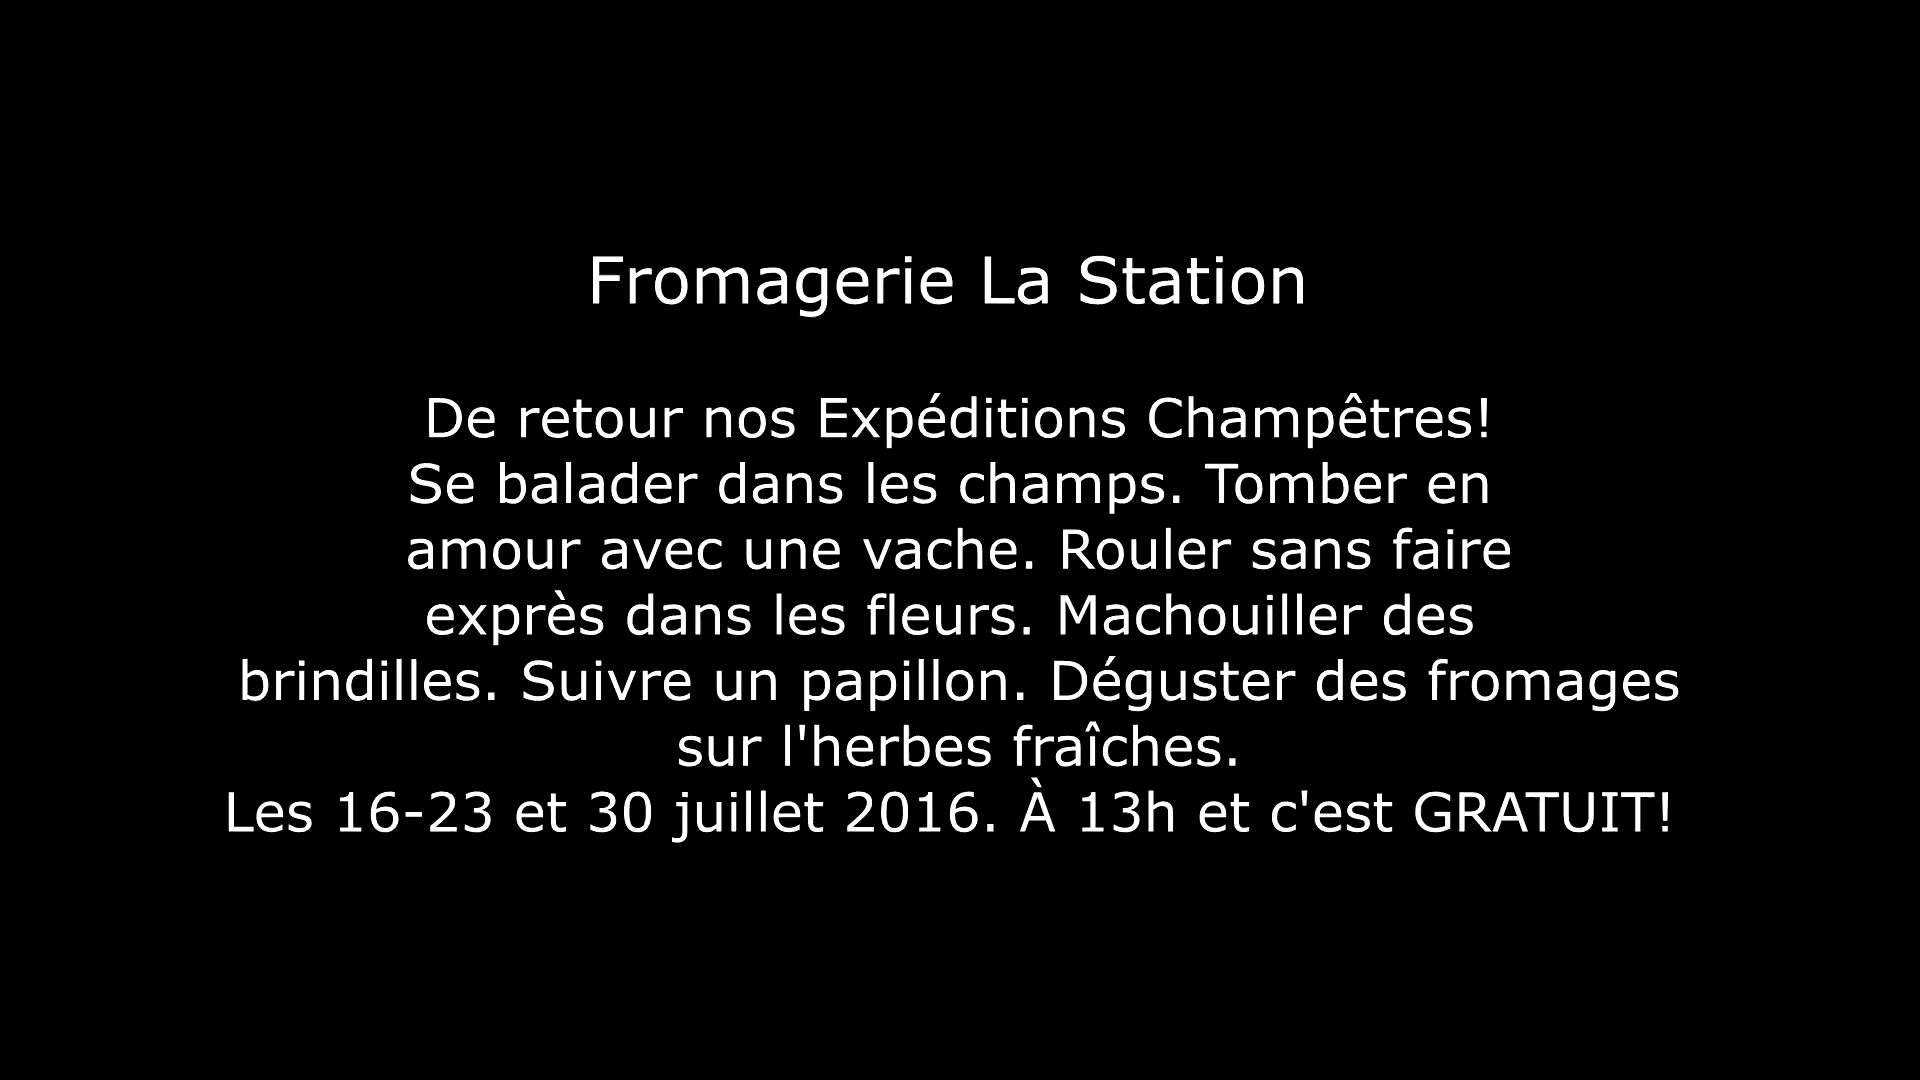 Fromagerie La Station
De retour nos Expéditions Champêtres!
Se balader dans les champs. Tomber en
amour avec une vache. Rouler sans faire
exprès dans les fleurs. Machouiller des
brindilles. Suivre un papillon. Déguster des fromages
sur l'herbes fraîches.
Les 16-23 et 30 juillet 2016. À 13h et c'est GRATUIT!